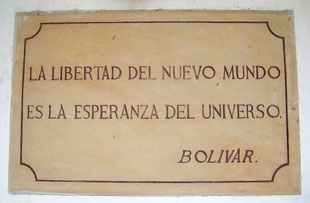 LA LIBERTAD DEL NUEVO MUNDO
ES LA ESPERANZA DEL UNIVERSO.
BOLIVAR.